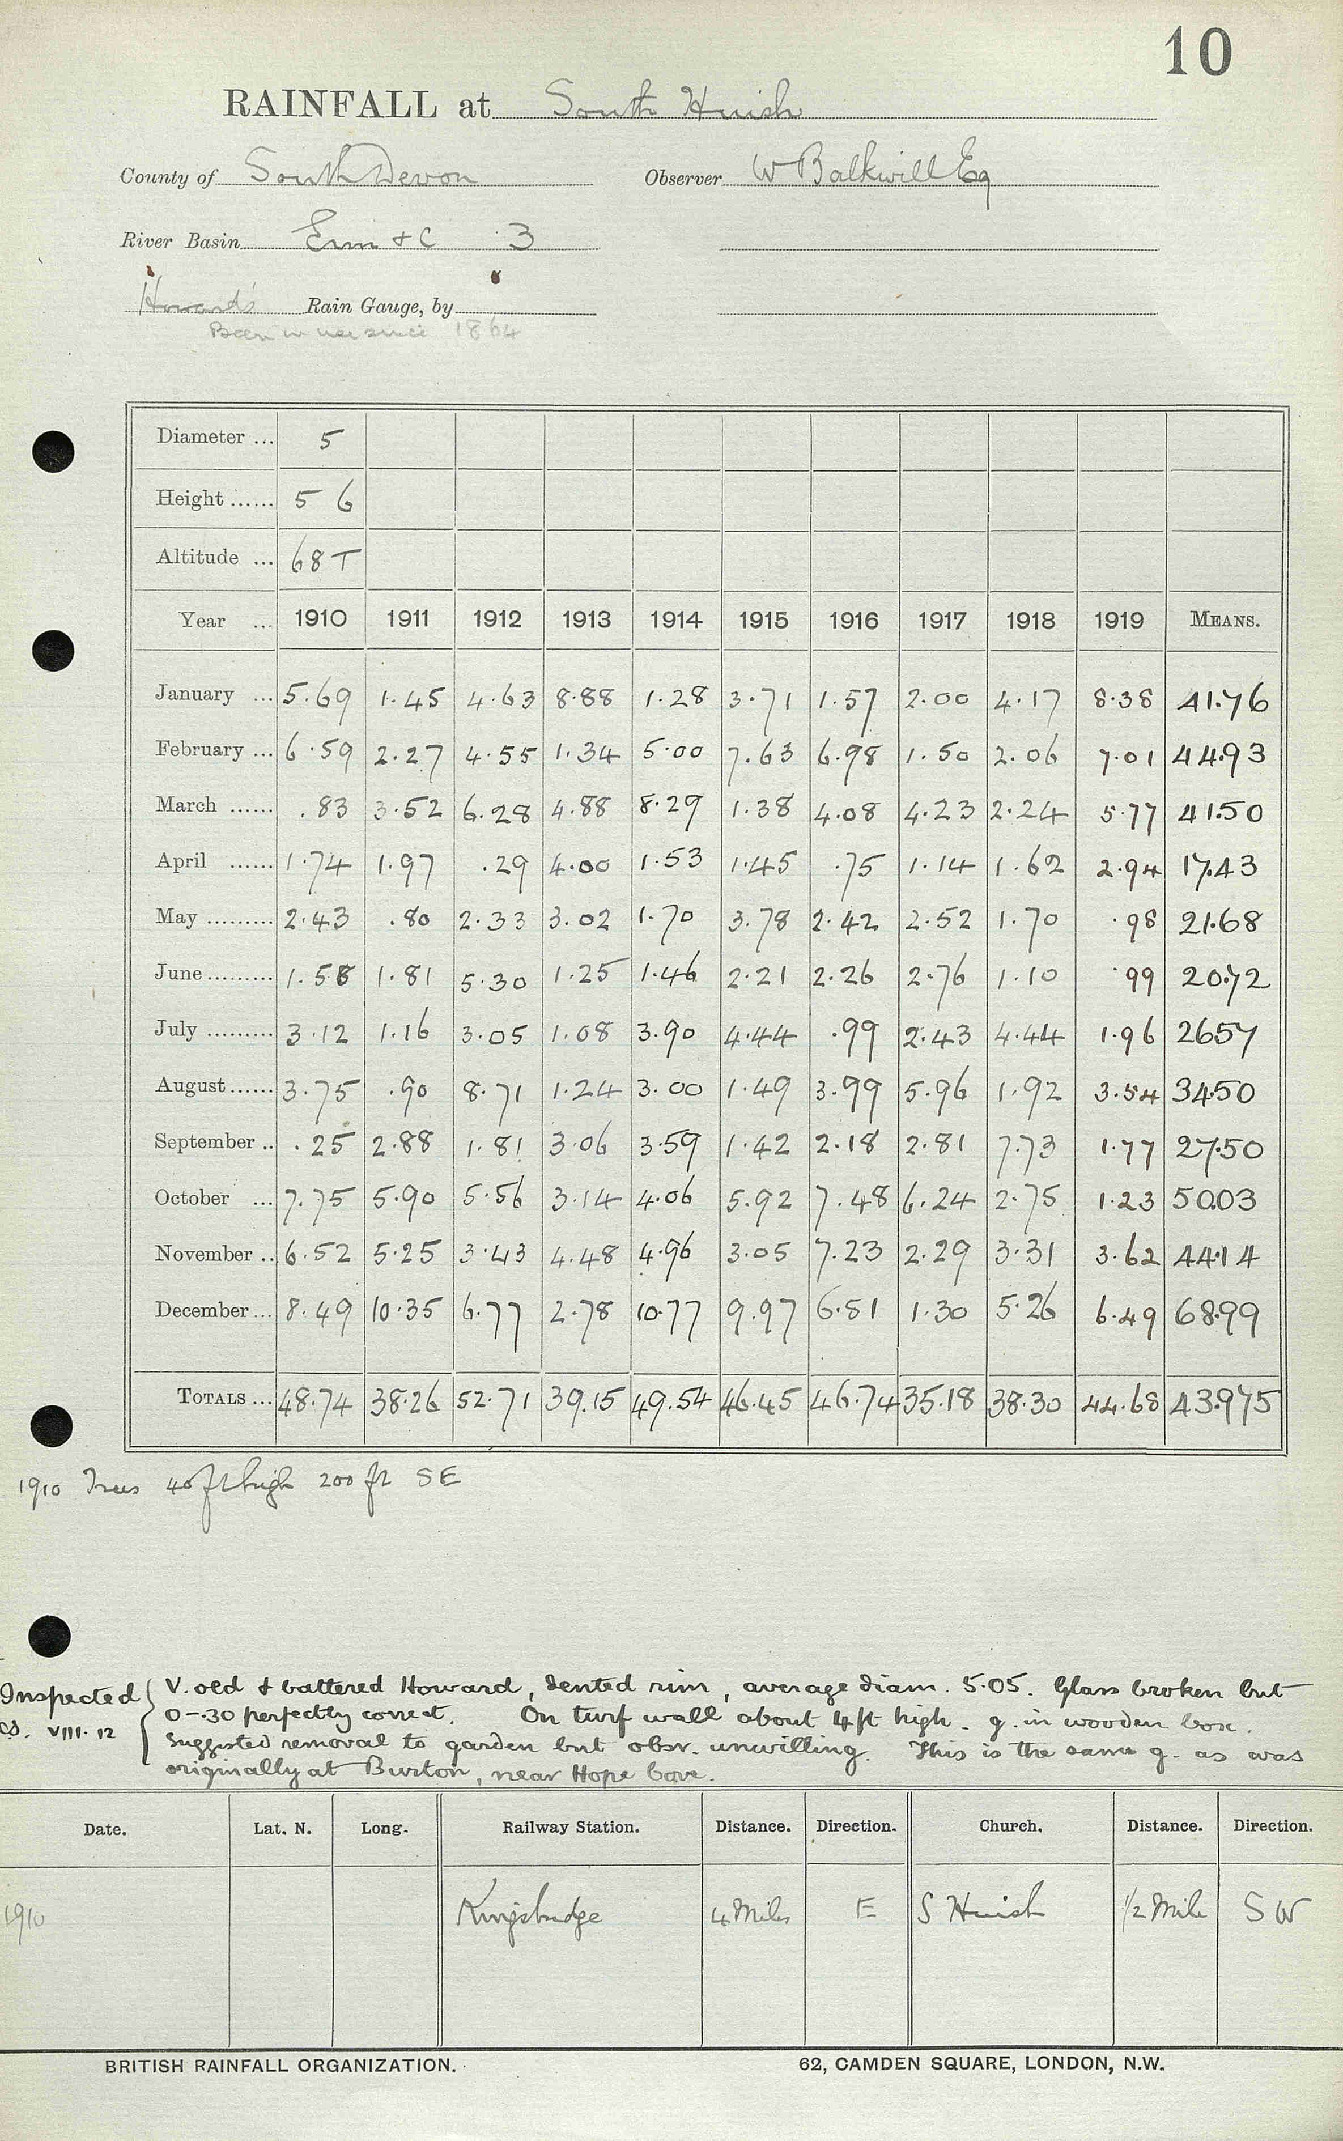 10
RAINFALL at South Huish
County of South Devon Observer W Balkwill Esq
River Basin Erm & C 3
Howard's Rain Gauge, by
Been in use since 1864
Diameter ... 5
Height ...... 5 6
Altitude ... 68 T
Year ... 1910 1911 1912 1913 1914 1915 1916 1917 1918 1919 MEANS.
January ... 5.69 1.45 4.63 8.88 1.28 3.71 1.57 2.00 4.17 8.38 41.76
February ... 6.59 2.27 4.55 1.34 5.00 7.63 6.98 1.50 2.06 7.01 44.93
March ...... .83 3.52 6.28 4.88 8.29 1.38 4.08 4.23 2.24 5.77 41.50
April ...... 1.74 1.97 .29 4.00 1.53 1.45 .75 1.14 1.62 2.94 17.43
May ......... 2.43 .80 2.33 3.02 1.70 3.78 2.42 2.52 1.70 .98 21.68
June ......... 1.58 1.81 5.30 1.25 1.46 2.21 2.26 2.76 1.10 .99 20.72
July ......... 3.12 1.16 3.05 1.08 3.90 4.44 .99 2.43 4.44 1.96 26.57
August ...... 3.75 .90 8.71 1.24 3.00 1.49 3.99 5.96 1.92 3.54 34.50
September .. .25 2.88 1.81 3.06 3.59 1.42 2.18 2.81 7.73 1.77 27.50
October ... 7.75 5.90 5.56 3.14 4.06 5.92 7.48 6.24 2.75 1.23 50.03
November .. 6.52 5.25 3.43 4.48 4.96 3.05 7.23 2.29 3.31 3.62 44.14
December ... 8.49 10.35 6.77 2.78 10.77 9.97 6.81 1.30 5.26 6.49 68.99
TOTALS ... 48.74 38.26 52.71 39.15 49.54 46.45 46.74 35.18 38.30 44.68 43.975
1910 Trees 40 ft high 200 ft SE
Inspected V. old & battered Howard, dented rim, average diam. 5.05. Glass broken but
VIII. 12 0–.30 perfectly correct. On turf wall about 4 ft high. g. in wooden box.
Suggested removal to garden but obsr. unwilling. This is the same g. as was
originally at Burton, near Hope Cove.
Date. Lat. N. Long. Railway Station. Distance. Direction. Church. Distance. Direction.
1910 Kingsbridge 4 Miles E S Huish 1/2 Mile SW
BRITISH RAINFALL ORGANIZATION. 62, CAMDEN SQUARE, LONDON, N.W.